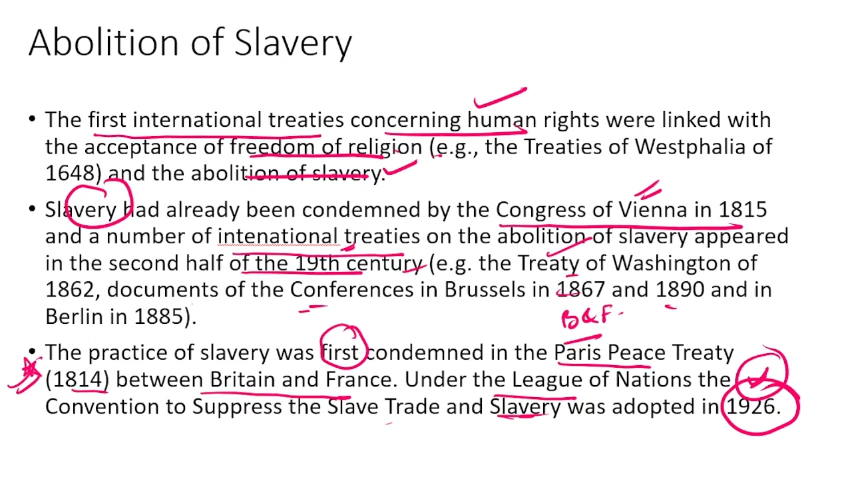 Abolition of Slavery
• The first international treaties concerning human rights were linked with
the acceptance of freedom of religion (e.g., the Treaties of Westphalia of
1648) and the abolition of slavery.
• Slavery had already been condemned by the Congress of Vienna in 1815
and a number of intenational treaties on the abolition of slavery appeared
in the second half of the 19th century (e.g. the Treaty of Washington of
1862, documents of the Conferences in Brussels in 1867 and 1890 and in
Berlin in 1885).
B&F.
• The practice of slavery was first condemned in the Paris Peace Treaty
(1814) between Britain and France. Under the League of Nations the
Convention to Suppress the Slave Trade and Slavery was adopted in 1926.